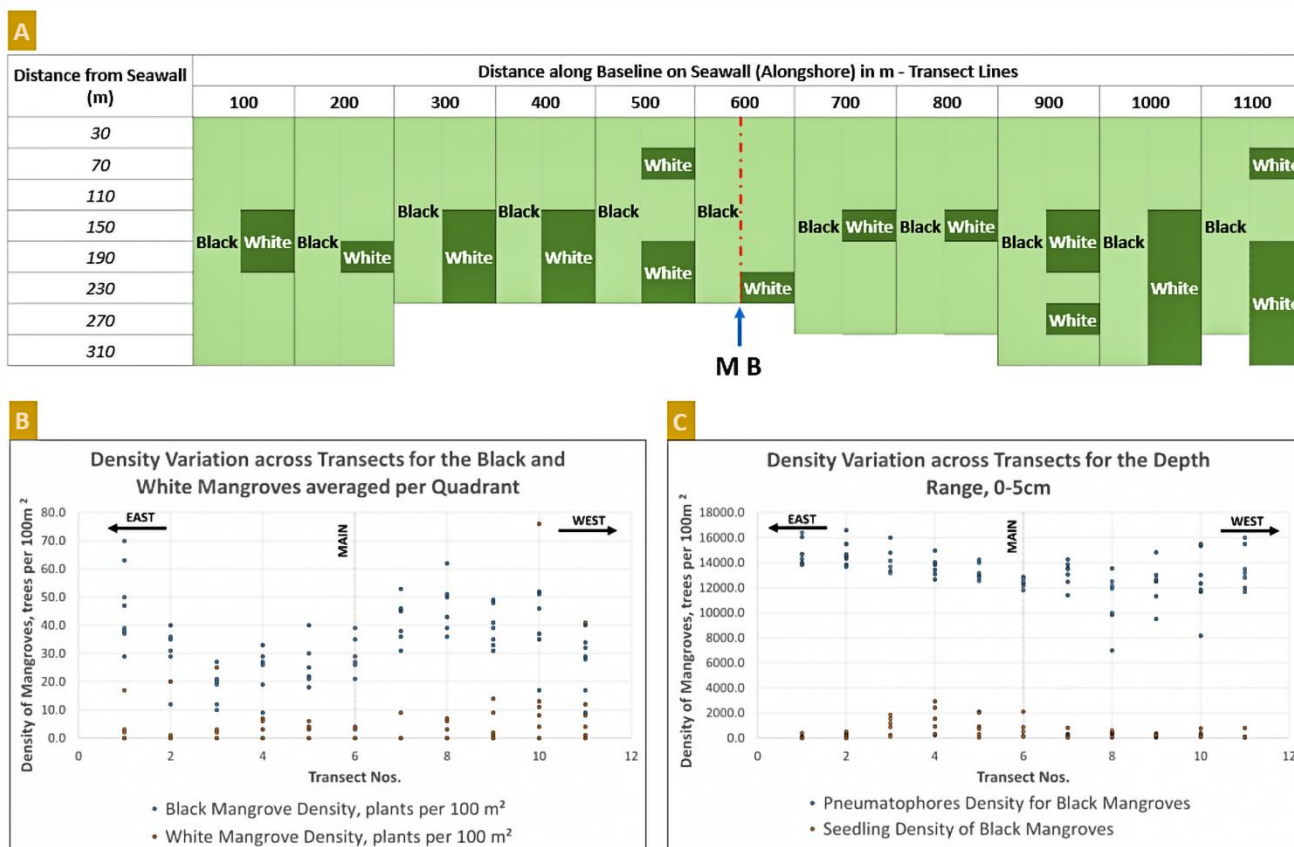 A
Distance from Seawall (m)
Distance along Baseline on Seawall (Alongshore) in m - Transect Lines
100 200 300 400 500 600 700 800 900 1000 1100
30
70 White White
110
Black Black Black Black Black Black
150 White White
Black White Black Black Black White Black Black
190 White White White White White
230 White White White
270 White
310
M B
B
Density Variation across Transects for the Black and
White Mangroves averaged per Quadrant
Density of Mangroves, trees per 100m ²
80.0
70.0
60.0
50.0
40.0
30.0
20.0
10.0
0.0
EAST
MAIN
WEST
0 2 4 6 8 10 12
Transect Nos.
• Black Mangrove Density, plants per 100 m²
• White Mangrove Density, plants per 100 m²
C
Density Variation across Transects for the Depth
Range, 0-5cm
Density of Mangroves, trees per 100m ²
18000.0
16000.0
14000.0
12000.0
10000.0
8000.0
6000.0
4000.0
2000.0
0.0
EAST
MAIN
WEST
0 2 4 6 8 10 12
Transect Nos.
• Pneumatophores Density for Black Mangroves
• Seedling Density of Black Mangroves